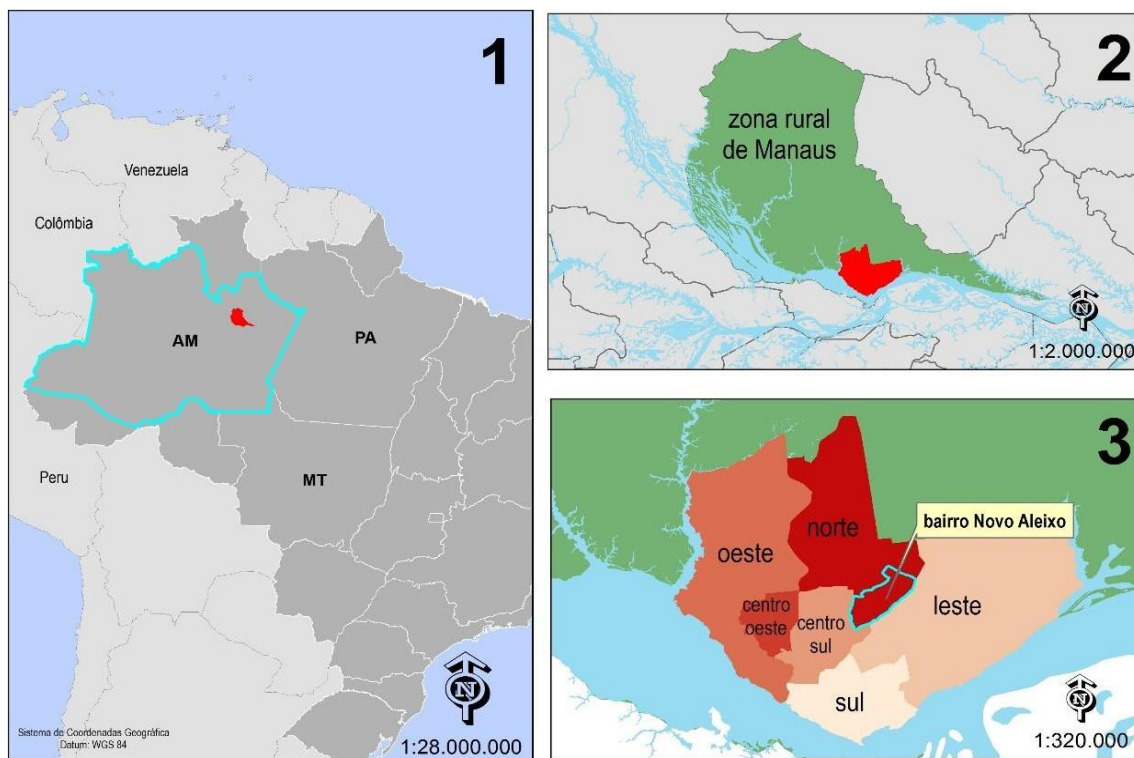 1
Venezuela
Colômbia
AM
PA
MT
Peru
N
Sistema de Coordenadas Geográfica
Datum: WGS 84
1:28.000.000
2
zona rural
de Manaus
N
1:2.000.000
3
bairro Novo Aleixo
norte
oeste
leste
centro
oeste
centro
sul
sul
N
1:320.000